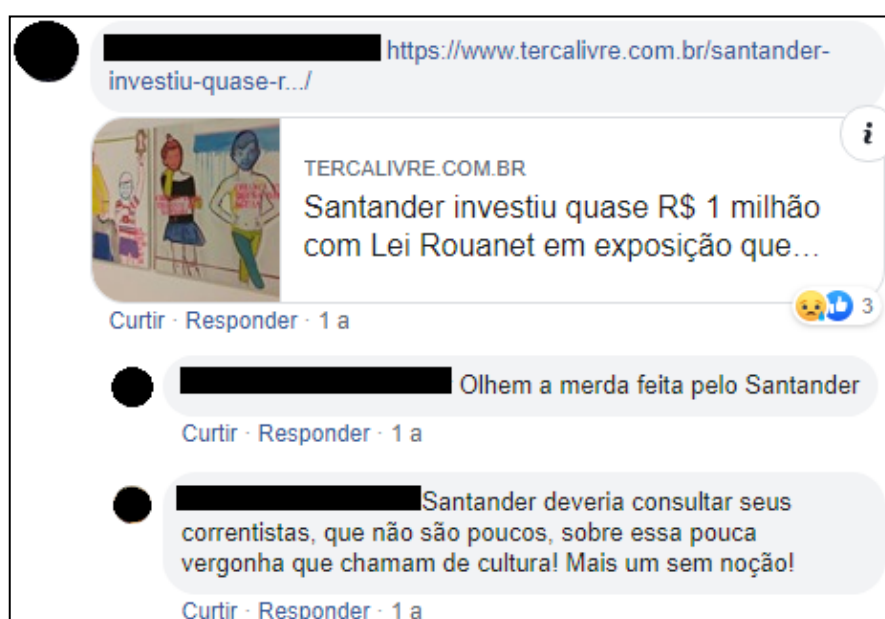 https://www.tercalivre.com.br/santander-
investiu-quase-r.../
i
TERCALIVRE.COM.BR
Santander investiu quase R$ 1 milhão
com Lei Rouanet em exposição que...
3
Curtir · Responder · 1 a
Olhem a merda feita pelo Santander
Curtir · Responder · 1 a
Santander deveria consultar seus
correntistas, que não são poucos, sobre essa pouca
vergonha que chamam de cultura! Mais um sem noção!
Curtir · Responder · 1 a